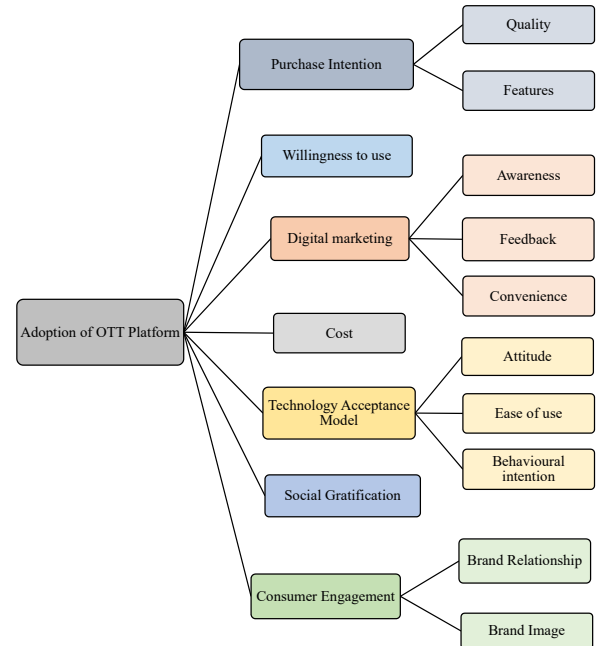 Quality
Purchase Intention
Features
Willingness to use
Awareness
Digital marketing
Feedback
Convenience
Adoption of OTT Platform
Cost
Attitude
Technology Acceptance
Model
Ease of use
Behavioural
intention
Social Gratification
Brand Relationship
Consumer Engagement
Brand Image